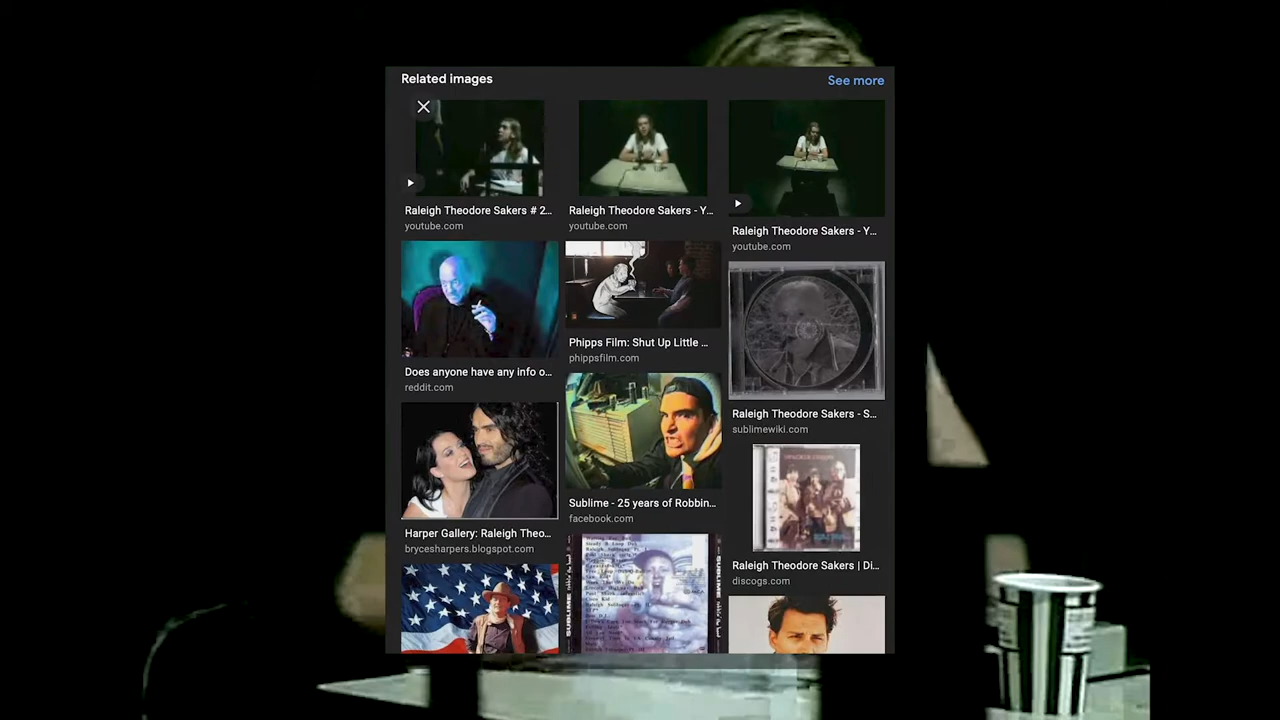 Related images
See more
Raleigh Theodore Sakers # 2...
youtube.com
Raleigh Theodore Sakers - Y...
youtube.com
Raleigh Theodore Sakers - Y...
youtube.com
Does anyone have any info o...
reddit.com
Phipps Film: Shut Up Little ...
phippsfilm.com
Raleigh Theodore Sakers - S...
sublimewiki.com
Harper Gallery: Raleigh Theo...
brycesharpers.blogspot.com
Sublime - 25 years of Robbin...
facebook.com
Raleigh Theodore Sakers | Di...
discogs.com
SUBLIME